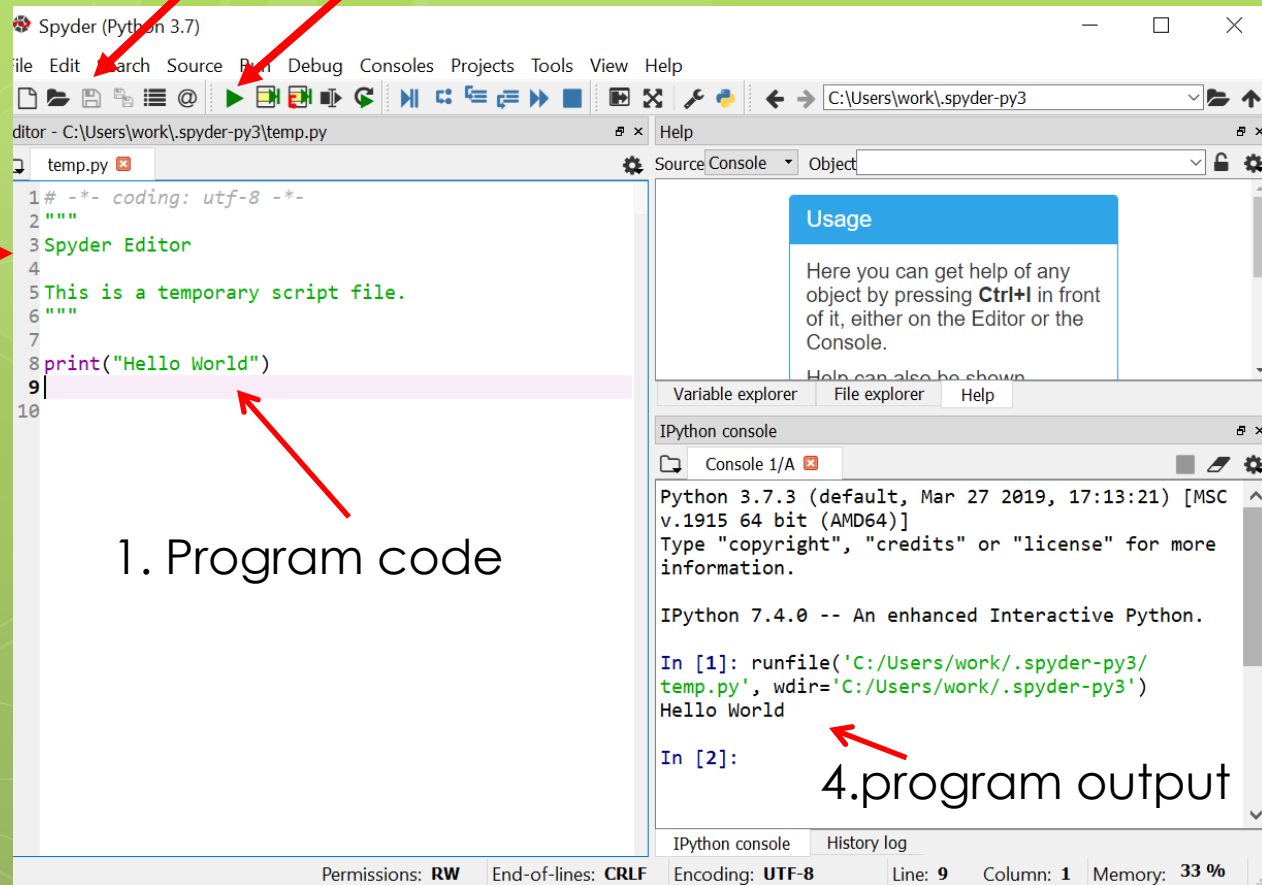 Spyder (Python 3.7)
ile Edit Search Source Run Debug Consoles Projects Tools View Help
C:\Users\work\.spyder-py3
ditor - C:\Users\work\.spyder-py3\temp.py
temp.py
1 # -*- coding: utf-8 -*-
2 """
3 Spyder Editor
4
5 This is a temporary script file.
6 """
7
8 print("Hello World")
9
10
1. Program code
Help
Source Console Object
Usage
Here you can get help of any
object by pressing Ctrl+I in front
of it, either on the Editor or the
Console.
Help can also be shown
Variable explorer File explorer Help
IPython console
Console 1/A
Python 3.7.3 (default, Mar 27 2019, 17:13:21) [MSC
v.1915 64 bit (AMD64)]
Type "copyright", "credits" or "license" for more
information.
IPython 7.4.0 -- An enhanced Interactive Python.
In [1]: runfile('C:/Users/work/.spyder-py3/
temp.py', wdir='C:/Users/work/.spyder-py3')
Hello World
In [2]:
4.program output
IPython console History log
Permissions: RW End-of-lines: CRLF Encoding: UTF-8 Line: 9 Column: 1 Memory: 33 %